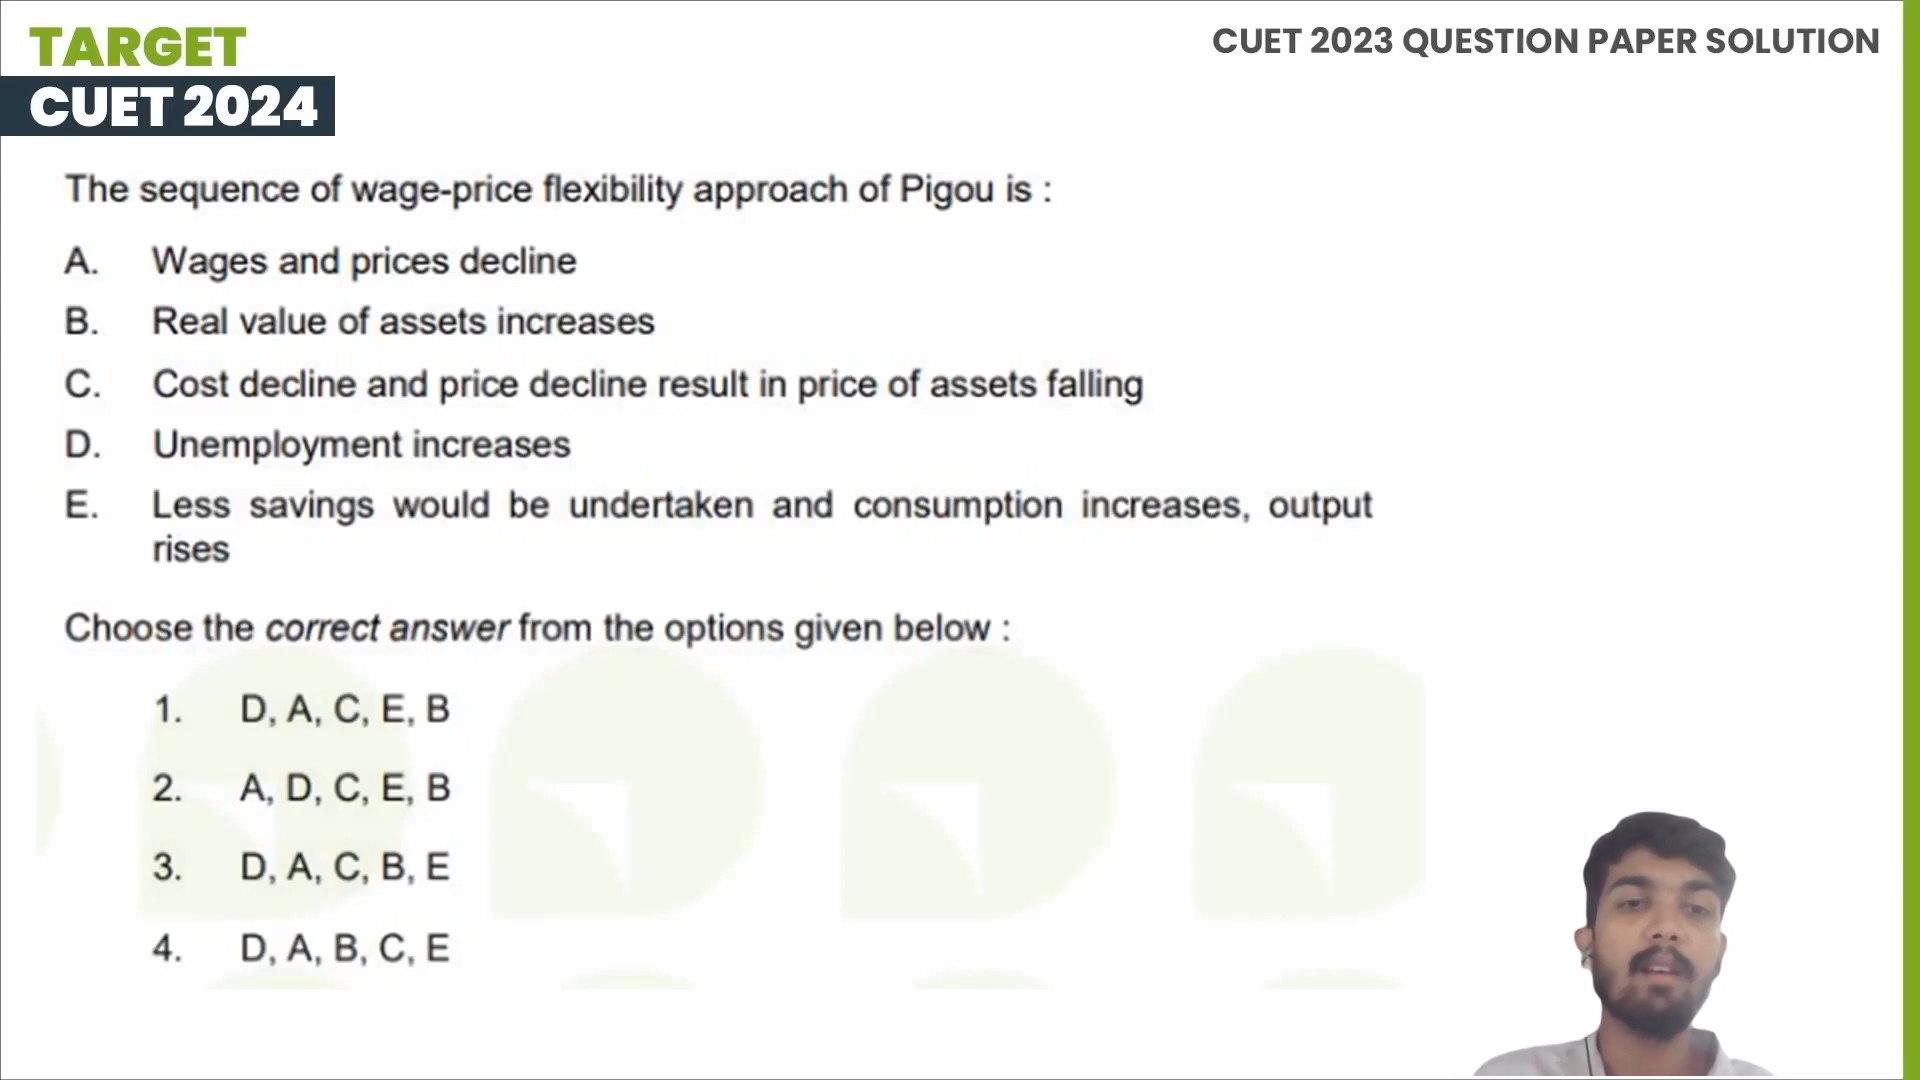 TARGET
CUET 2024
CUET 2023 QUESTION PAPER SOLUTION
The sequence of wage-price flexibility approach of Pigou is :
A. Wages and prices decline
B. Real value of assets increases
C. Cost decline and price decline result in price of assets falling
D. Unemployment increases
E. Less savings would be undertaken and consumption increases, output
rises
Choose the correct answer from the options given below :
1. D, A, C, E, B
2. A, D, C, E, B
3. D, A, C, B, E
4. D, A, B, C, E